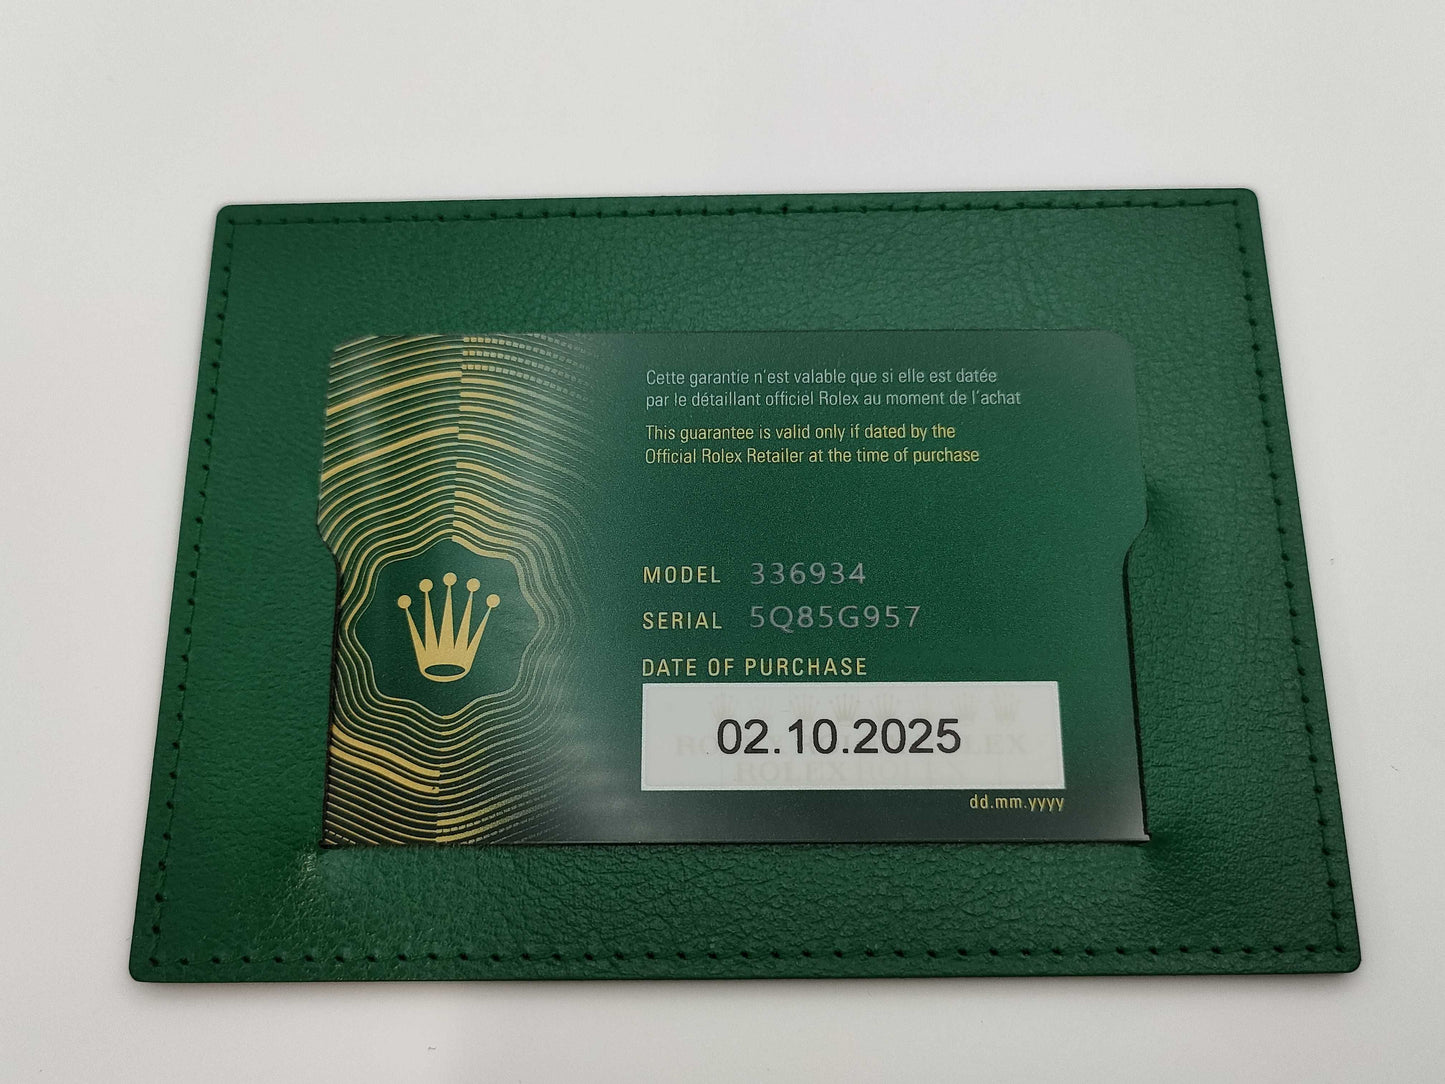 Cette garantie n'est valable que si elle est datée
par le détaillant officiel Rolex au moment de l'achat
This guarantee is valid only if dated by the
Official Rolex Retailer at the time of purchase
MODEL 336934
SERIAL 5Q85G957
DATE OF PURCHASE
02.10.2025
ROLEX ROLEX
dd.mm.yyyy